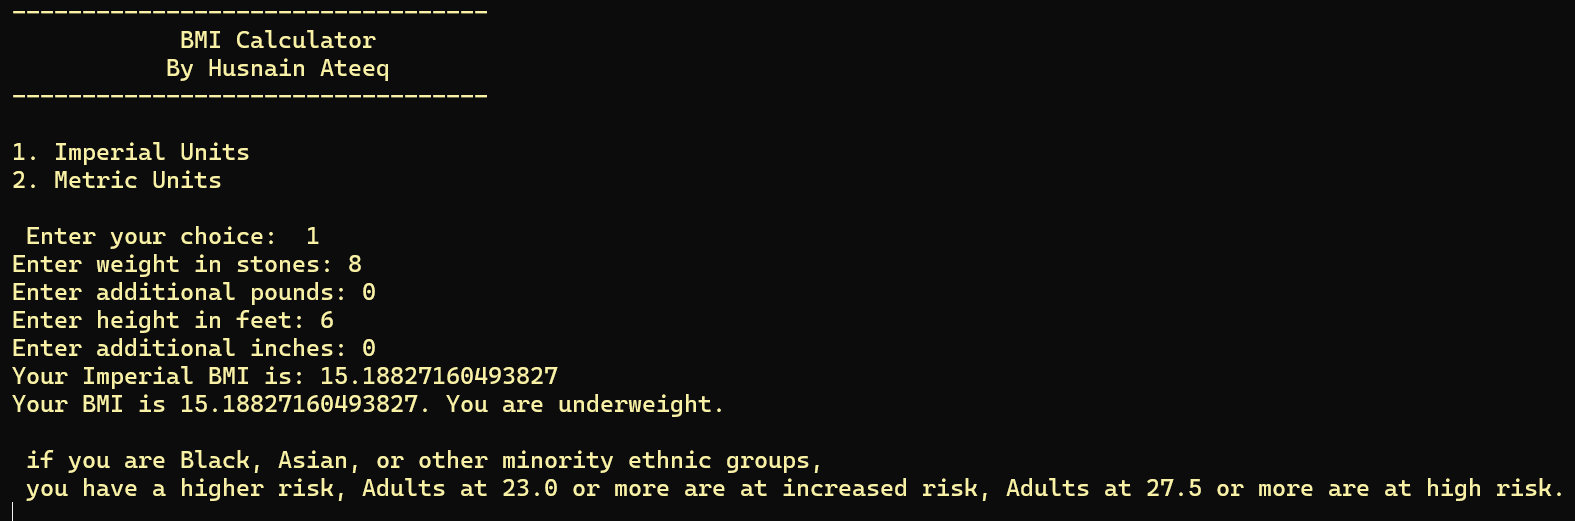 ----------------------------------
BMI Calculator
By Husnain Ateeq
----------------------------------
1. Imperial Units
2. Metric Units
Enter your choice:  1
Enter weight in stones: 8
Enter additional pounds: 0
Enter height in feet: 6
Enter additional inches: 0
Your Imperial BMI is: 15.18827160493827
Your BMI is 15.18827160493827. You are underweight.
if you are Black, Asian, or other minority ethnic groups,
you have a higher risk, Adults at 23.0 or more are at increased risk, Adults at 27.5 or more are at high risk.